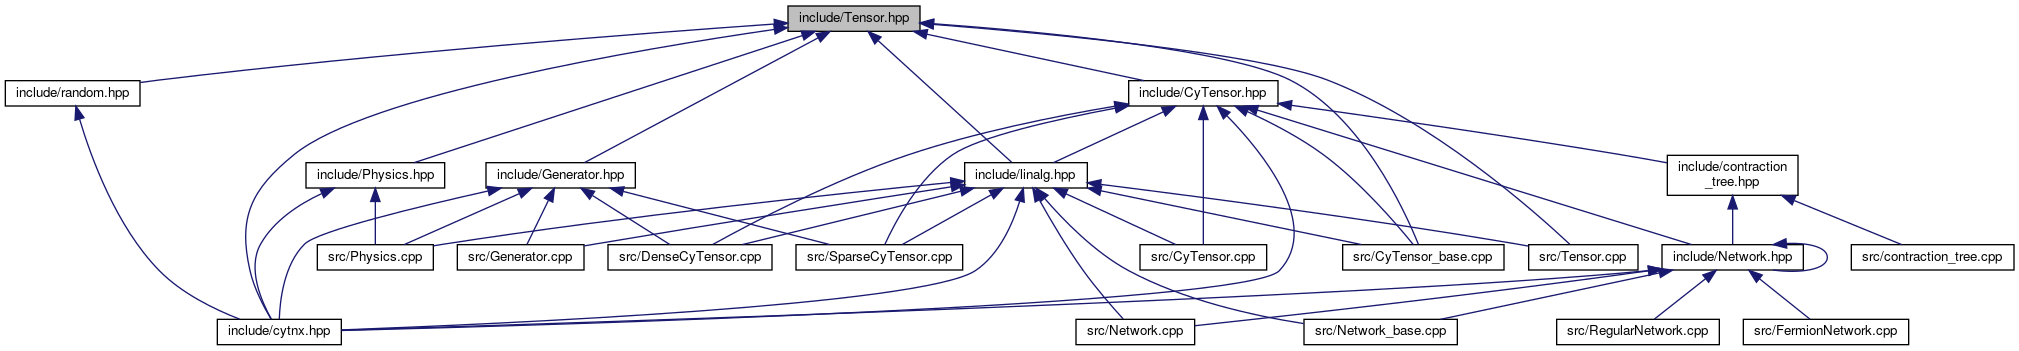 include/Tensor.hpp
include/random.hpp
include/CyTensor.hpp
include/Physics.hpp
include/Generator.hpp
include/linalg.hpp
include/contraction
_tree.hpp
src/Physics.cpp
src/Generator.cpp
src/DenseCyTensor.cpp
src/SparseCyTensor.cpp
src/CyTensor.cpp
src/CyTensor_base.cpp
src/Tensor.cpp
include/Network.hpp
src/contraction_tree.cpp
include/cytnx.hpp
src/Network.cpp
src/Network_base.cpp
src/RegularNetwork.cpp
src/FermionNetwork.cpp